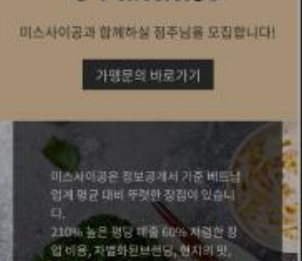 미스사이공과 함께하실 점주님을 모집합니다!
가맹문의 바로가기
미스사이공은 정보공개서 기준 베트남
업계 평균 대비 뚜렷한 장점이 있습니
다.
210% 높은 평당 매출 60% 저렴한 창
업 비용, 차별화된브랜딩, 현지의 맛,